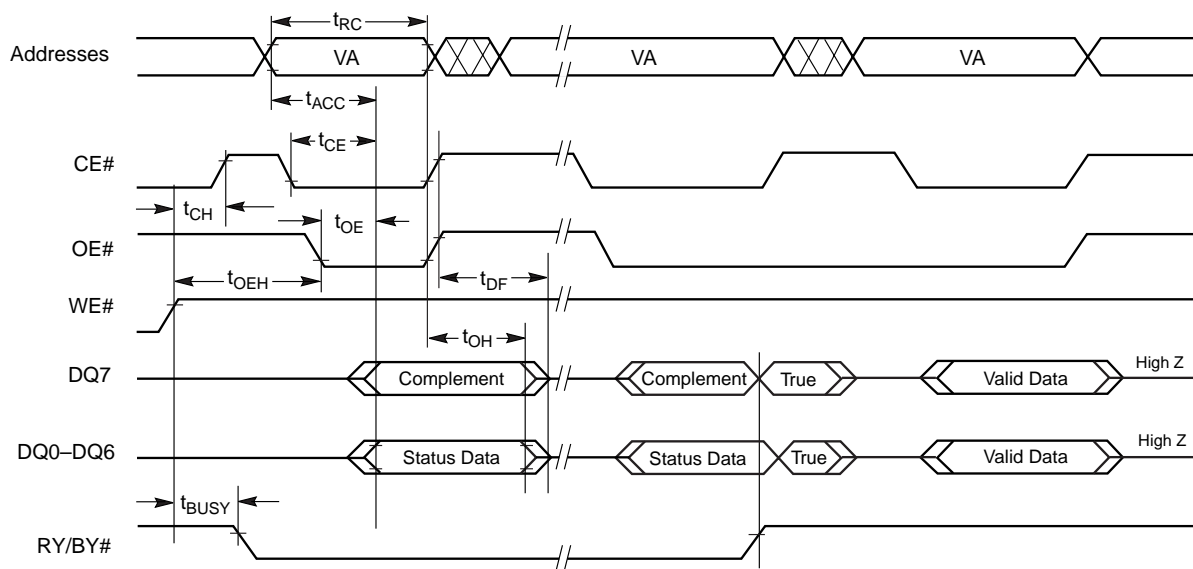 tRC
Addresses VA VA VA
tACC
tCE
CE#
tCH tOE
OE#
tOEH tDF
WE#
tOH
DQ7 Complement Complement True Valid Data High Z
DQ0–DQ6 Status Data Status Data True Valid Data High Z
tBUSY
RY/BY#